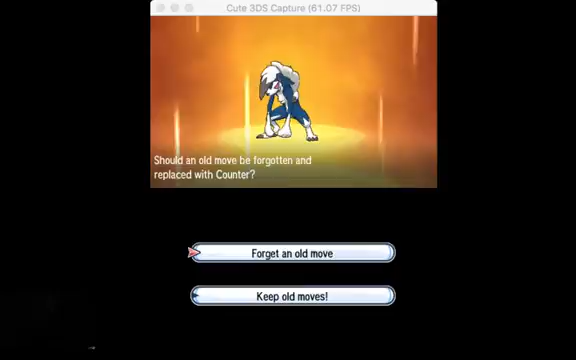 Cute 3DS Capture (61.07 FPS)
Should an old move be forgotten and
replaced with Counter?
Forget an old move
Keep old moves!